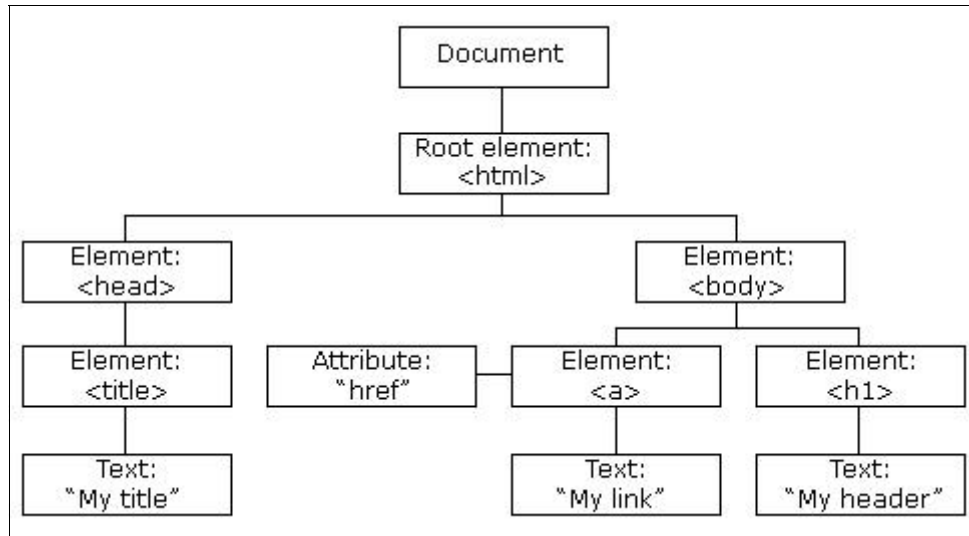 Document
Root element:
<html>
Element:
<head>
Element:
<body>
Element:
<title>
Attribute:
“href”
Element:
<a>
Element:
<h1>
Text:
“My title”
Text:
“My link”
Text:
“My header”